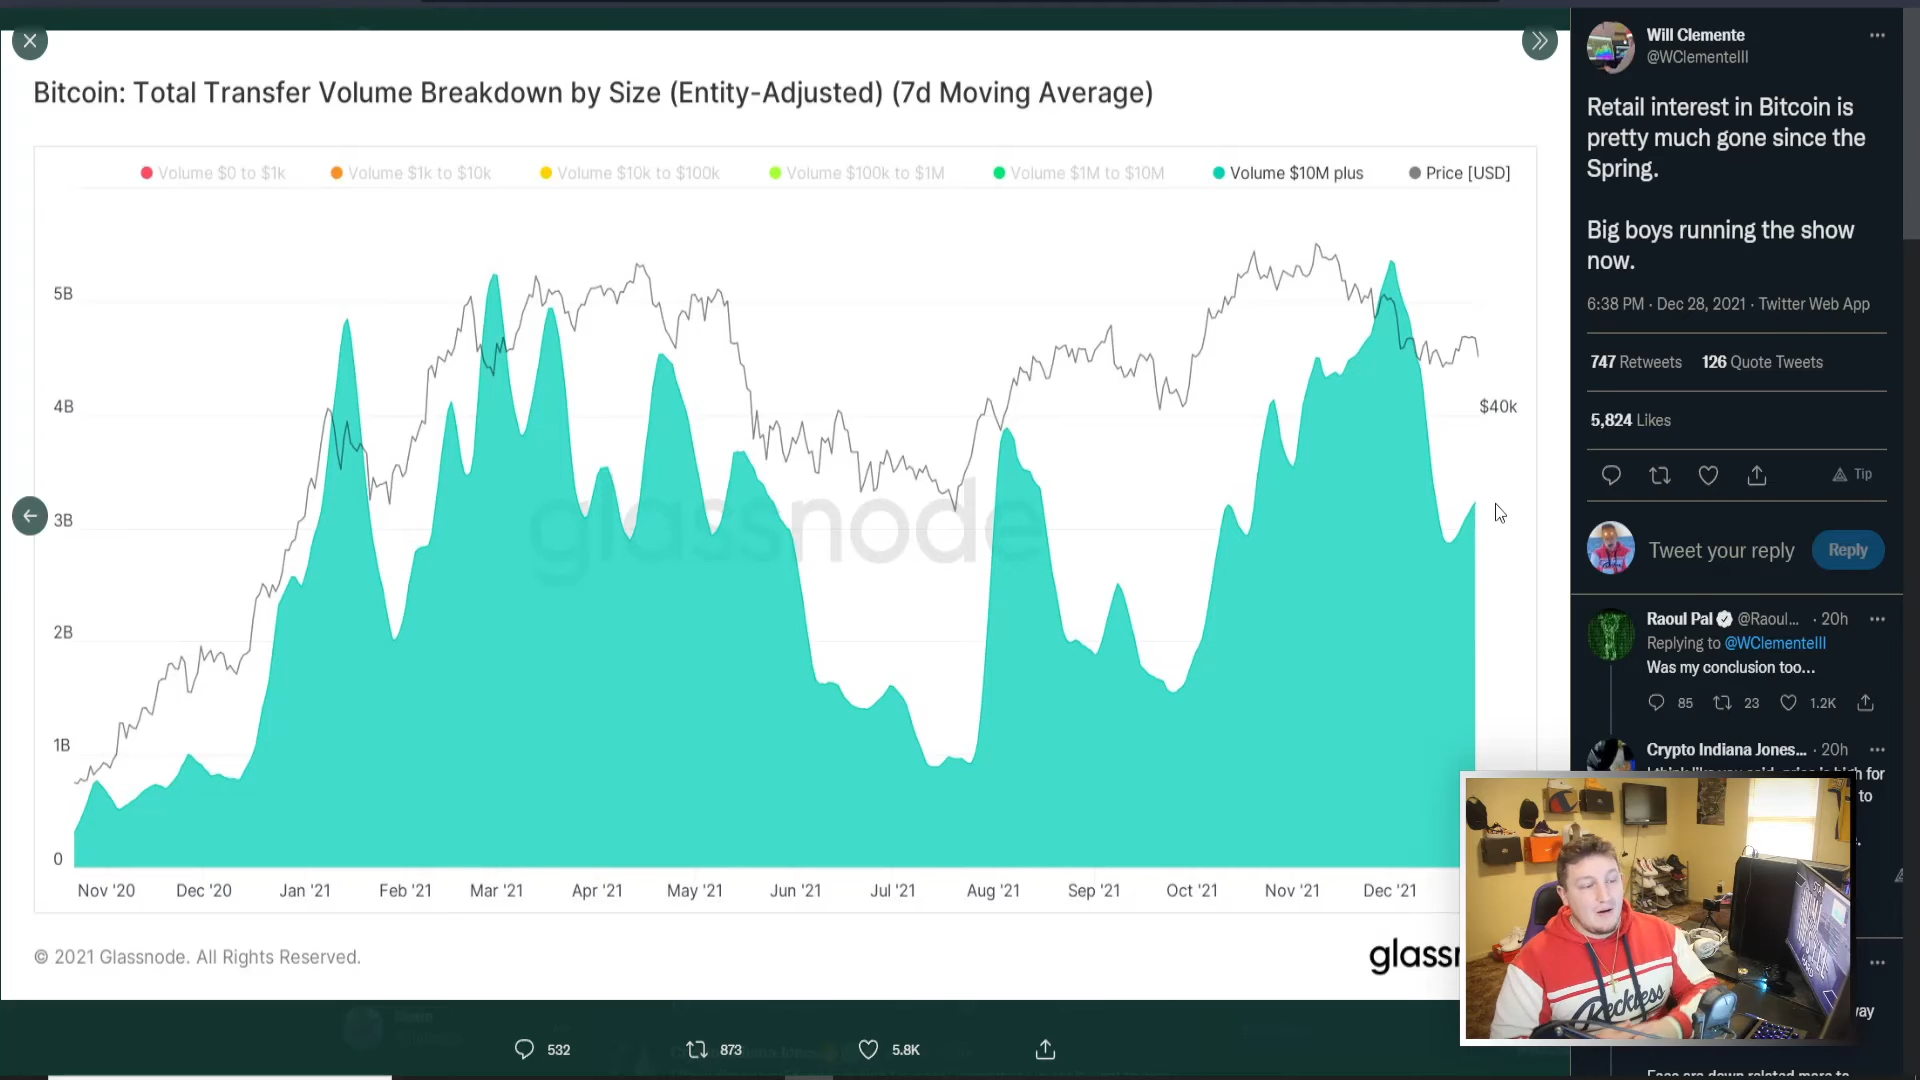 Bitcoin: Total Transfer Volume Breakdown by Size (Entity-Adjusted) (7d Moving Average)
Volume $0 to $1k
Volume $1k to $10k
Volume $10k to $100k
Volume $100k to $1M
Volume $1M to $10M
Volume $10M plus
Price [USD]
5B
4B
3B
2B
1B
0
$40k
glassnode
Nov '20
Dec '20
Jan '21
Feb '21
Mar '21
Apr '21
May '21
Jun '21
Jul '21
Aug '21
Sep '21
Oct '21
Nov '21
Dec '21
© 2021 Glassnode. All Rights Reserved.
532
873
5.8K
Will Clemente
@WClementeIII
Retail interest in Bitcoin is
pretty much gone since the
Spring.
Big boys running the show
now.
6:38 PM · Dec 28, 2021 · Twitter Web App
747 Retweets 126 Quote Tweets
5,824 Likes
Tip
Tweet your reply
Reply
Raoul Pal @Raoul... · 20h
Replying to @WClementeIII
Was my conclusion too...
85
23
1.2K
Crypto Indiana Jones... · 20h
for
to
Reckless